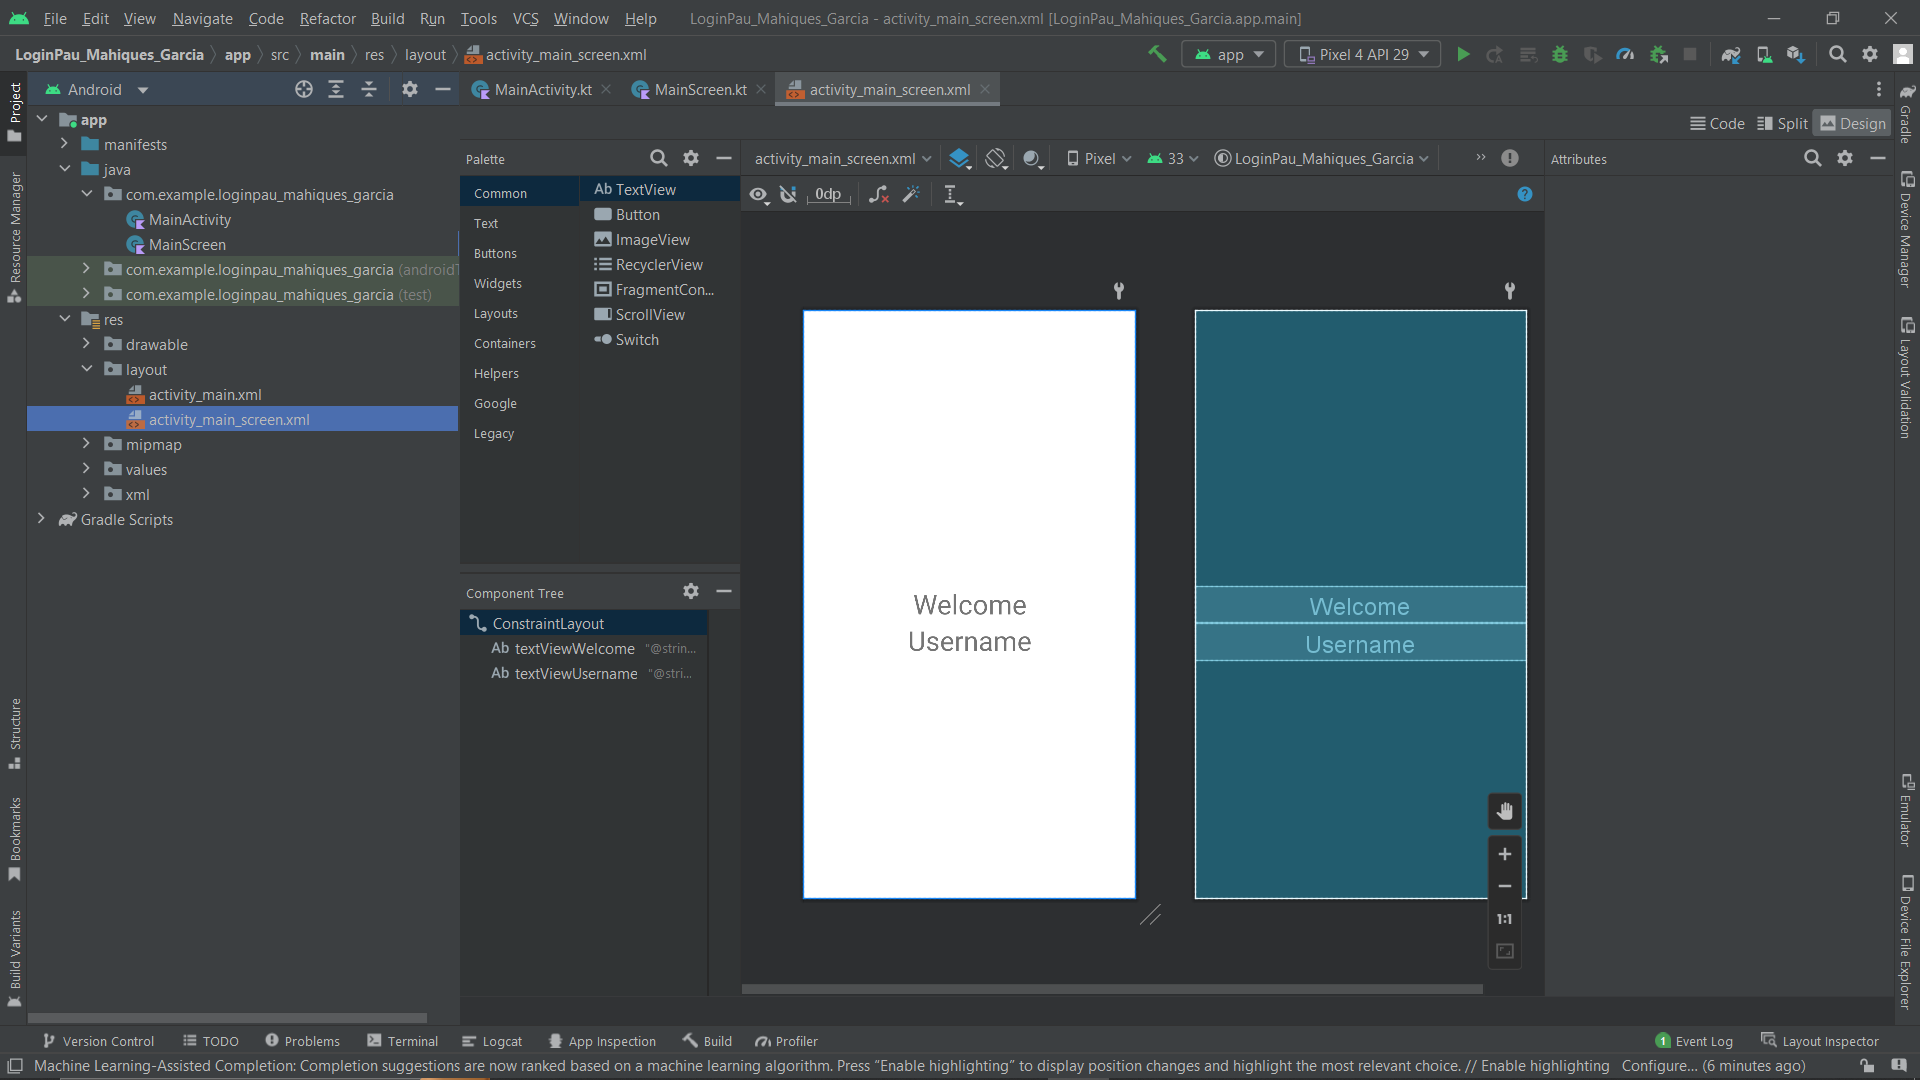 File Edit View Navigate Code Refactor Build Run Tools VCS Window Help LoginPau_Mahiques_Garcia - activity_main_screen.xml [LoginPau_Mahiques_Garcia.app.main]
LoginPau_Mahiques_Garcia app src main res layout activity_main_screen.xml app Pixel 4 API 29
Android
MainActivity.kt MainScreen.kt activity_main_screen.xml
Code Split Design
Project
Resource Manager
Structure
Bookmarks
Build Variants
app
manifests
java
com.example.loginpau_mahiques_garcia
MainActivity
MainScreen
com.example.loginpau_mahiques_garcia (androidT
com.example.loginpau_mahiques_garcia (test)
res
drawable
layout
activity_main.xml
activity_main_screen.xml
mipmap
values
xml
Gradle Scripts
Palette
Common
Text
Buttons
Widgets
Layouts
Containers
Helpers
Google
Legacy
Ab TextView
Button
ImageView
RecyclerView
FragmentCon...
ScrollView
Switch
Component Tree
ConstraintLayout
Ab textViewWelcome "@strin...
Ab textViewUsername "@stri...
activity_main_screen.xml Pixel 33 LoginPau_Mahiques_Garcia
0dp
?
Welcome
Username
Welcome
Username
1:1
Attributes
Gradle
Device Manager
Layout Validation
Emulator
Device File Explorer
Version Control TODO Problems Terminal Logcat App Inspection Build Profiler 1 Event Log Layout Inspector
Machine Learning-Assisted Completion: Completion suggestions are now ranked based on a machine learning algorithm. Press “Enable highlighting” to display position changes and highlight the most relevant choice. // Enable highlighting Configure... (6 minutes ago)